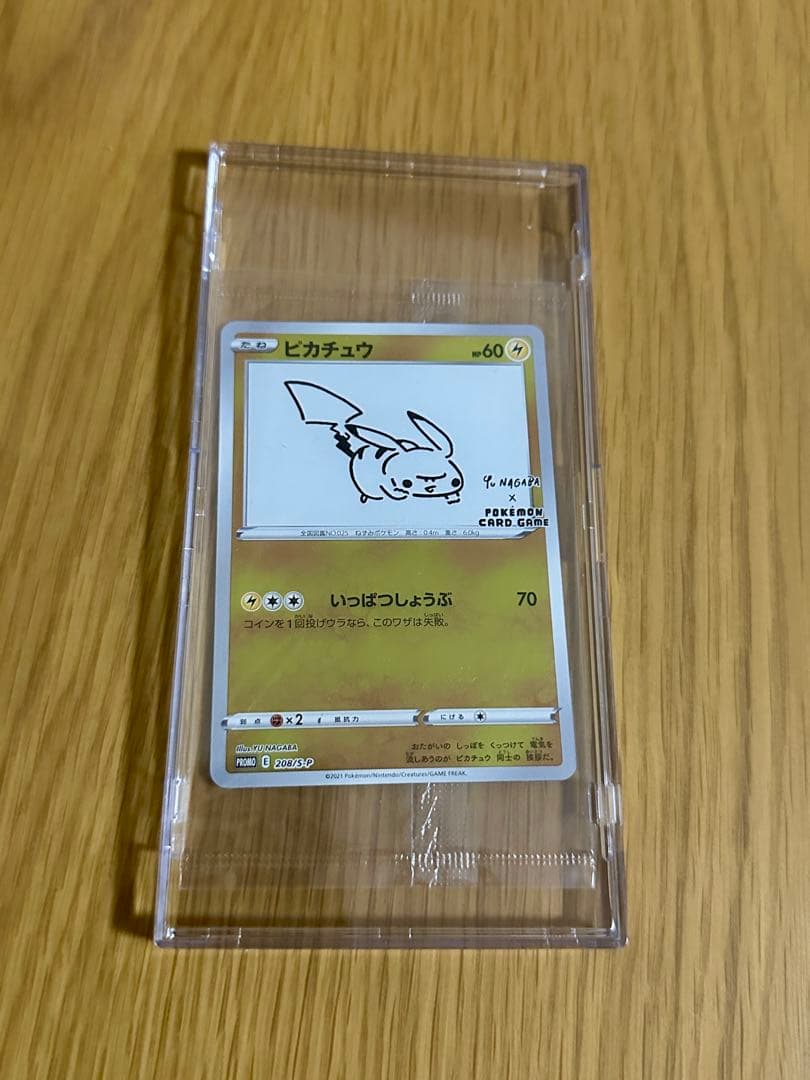 たね ピカチュウ HP60
Yu NAGABA
×
POKÉMON
CARD GAME
全国図鑑NO.025 ねずみポケモン 高さ:0.4m 重さ:6.0kg
いっぱつしょうぶ 70
コインを1回投げウラなら、このワザは失敗。
弱点 ×2 抵抗力 にげる
Illus. YU NAGABA
おたがいの しっぽを くっつけて 電気を
流しあうのが ピカチュウ 同士の 挨拶だ。
PROMO E 208/S-P
©2021 Pokémon/Nintendo/Creatures/GAME FREAK.